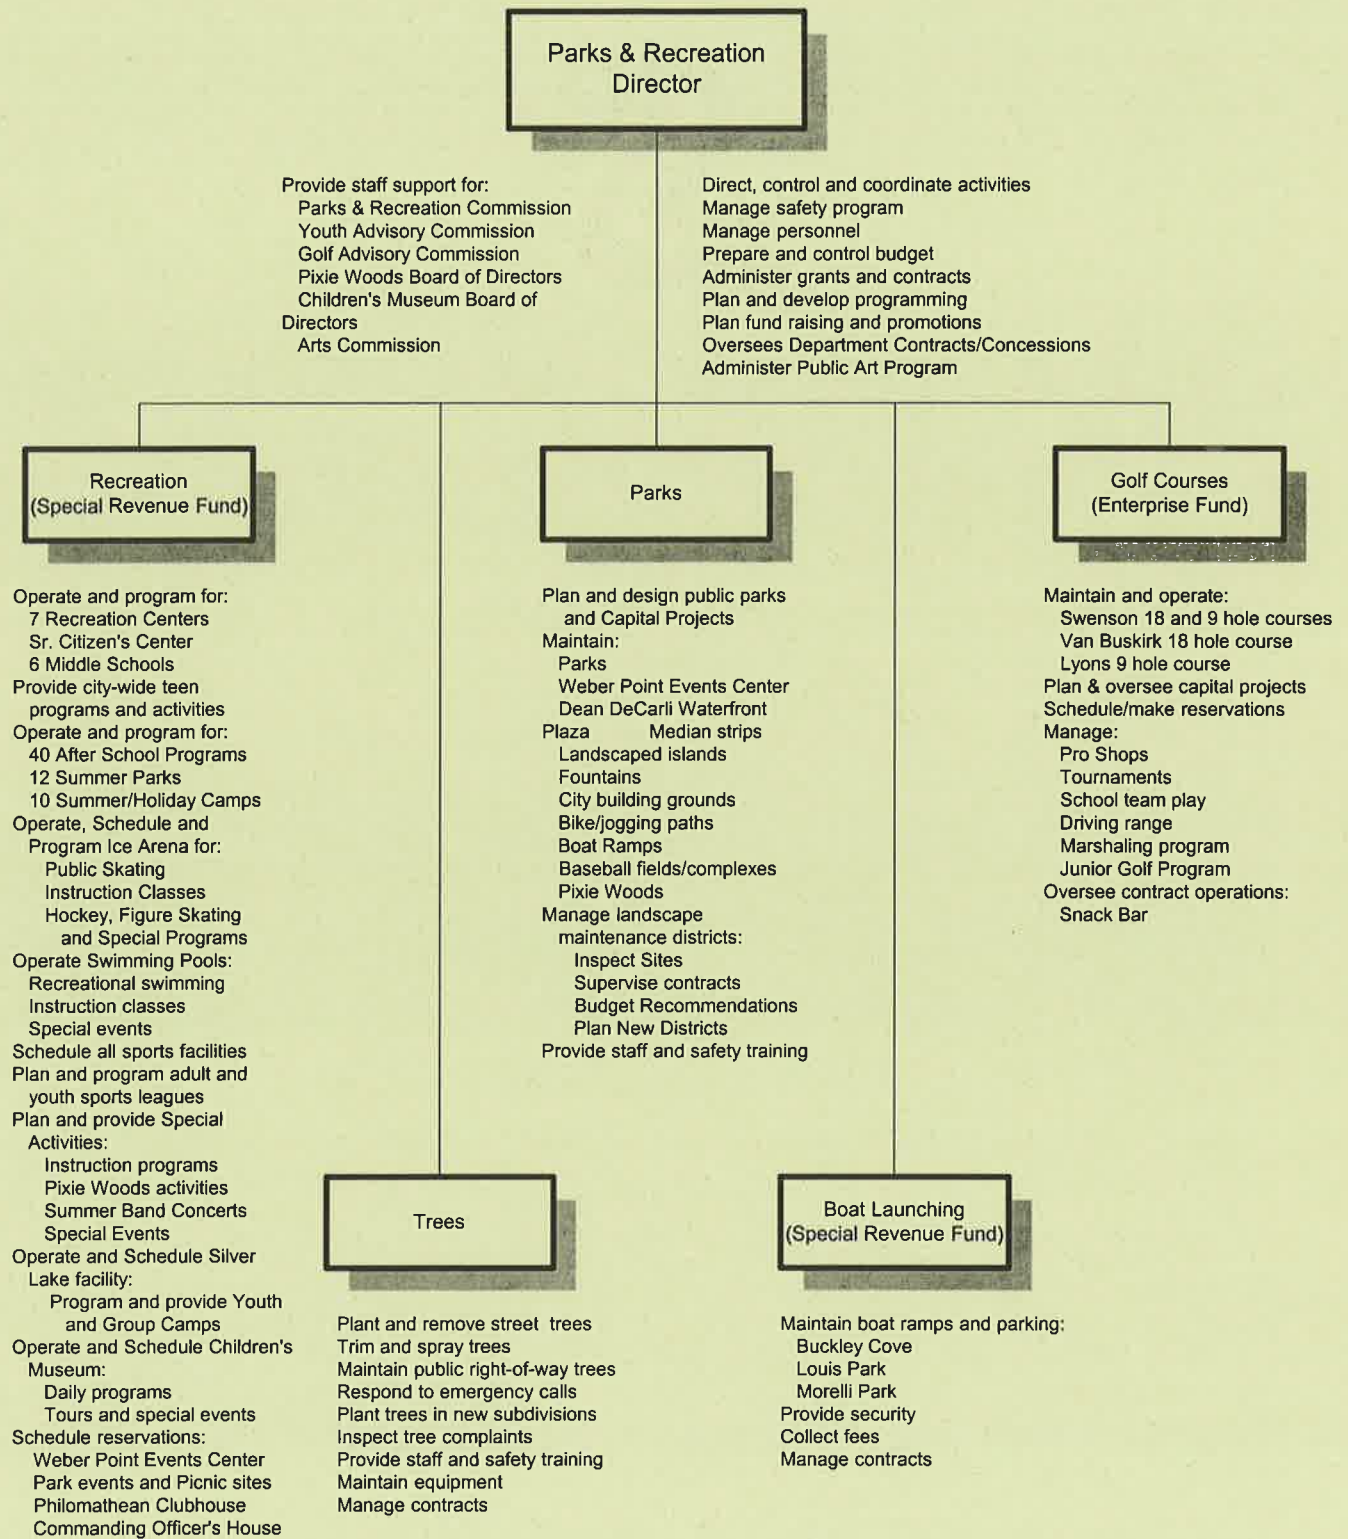 Parks & Recreation
Director
Provide staff support for:
Parks & Recreation Commission
Youth Advisory Commission
Golf Advisory Commission
Pixie Woods Board of Directors
Children's Museum Board of
Directors
Arts Commission
Direct, control and coordinate activities
Manage safety program
Manage personnel
Prepare and control budget
Administer grants and contracts
Plan and develop programming
Plan fund raising and promotions
Oversees Department Contracts/Concessions
Administer Public Art Program
Recreation
(Special Revenue Fund)
Operate and program for:
7 Recreation Centers
Sr. Citizen's Center
6 Middle Schools
Provide city-wide teen
programs and activities
Operate and program for:
40 After School Programs
12 Summer Parks
10 Summer/Holiday Camps
Operate, Schedule and
Program Ice Arena for:
Public Skating
Instruction Classes
Hockey, Figure Skating
and Special Programs
Operate Swimming Pools:
Recreational swimming
Instruction classes
Special events
Schedule all sports facilities
Plan and program adult and
youth sports leagues
Plan and provide Special
Activities:
Instruction programs
Pixie Woods activities
Summer Band Concerts
Special Events
Operate and Schedule Silver
Lake facility:
Program and provide Youth
and Group Camps
Operate and Schedule Children's
Museum:
Daily programs
Tours and special events
Schedule reservations:
Weber Point Events Center
Park events and Picnic sites
Philomathean Clubhouse
Commanding Officer's House
Parks
Plan and design public parks
and Capital Projects
Maintain:
Parks
Weber Point Events Center
Dean DeCarli Waterfront
Plaza Median strips
Landscaped islands
Fountains
City building grounds
Bike/jogging paths
Boat Ramps
Baseball fields/complexes
Pixie Woods
Manage landscape
maintenance districts:
Inspect Sites
Supervise contracts
Budget Recommendations
Plan New Districts
Provide staff and safety training
Golf Courses
(Enterprise Fund)
Maintain and operate:
Swenson 18 and 9 hole courses
Van Buskirk 18 hole course
Lyons 9 hole course
Plan & oversee capital projects
Schedule/make reservations
Manage:
Pro Shops
Tournaments
School team play
Driving range
Marshaling program
Junior Golf Program
Oversee contract operations:
Snack Bar
Trees
Plant and remove street trees
Trim and spray trees
Maintain public right-of-way trees
Respond to emergency calls
Plant trees in new subdivisions
Inspect tree complaints
Provide staff and safety training
Maintain equipment
Manage contracts
Boat Launching
(Special Revenue Fund)
Maintain boat ramps and parking:
Buckley Cove
Louis Park
Morelli Park
Provide security
Collect fees
Manage contracts